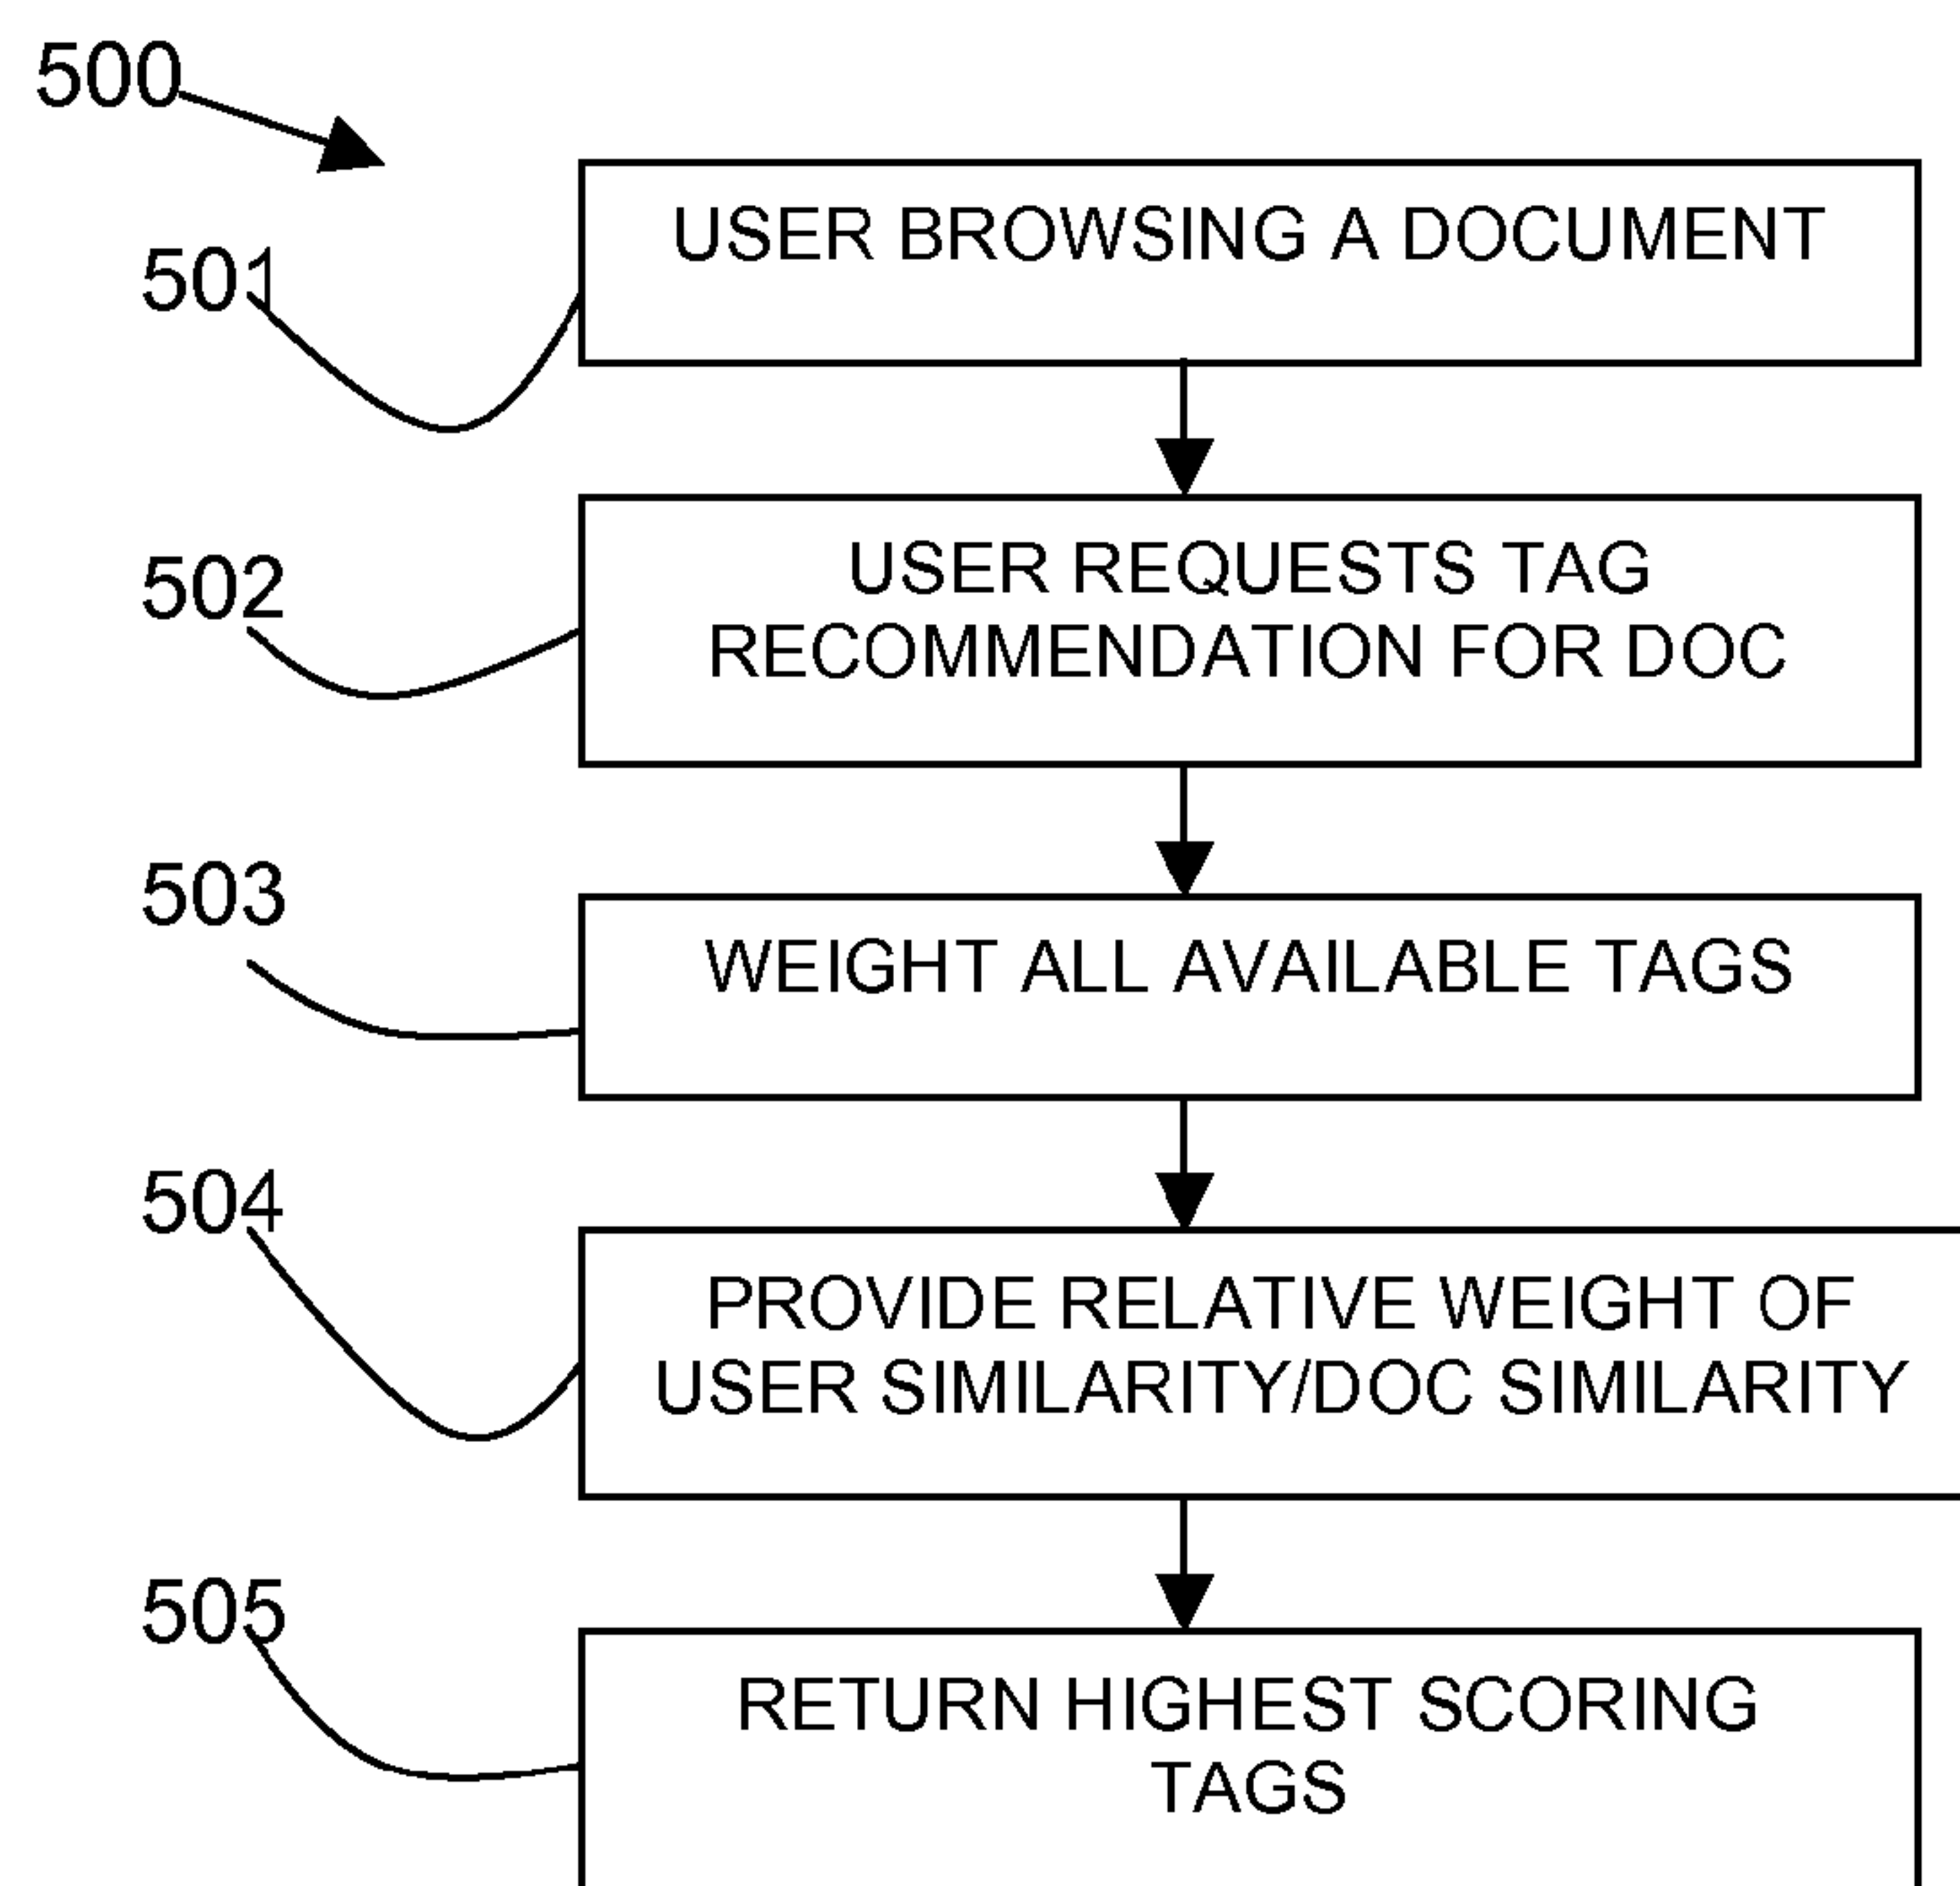 500
501
USER BROWSING A DOCUMENT
502
USER REQUESTS TAG
RECOMMENDATION FOR DOC
503
WEIGHT ALL AVAILABLE TAGS
504
PROVIDE RELATIVE WEIGHT OF
USER SIMILARITY/DOC SIMILARITY
505
RETURN HIGHEST SCORING
TAGS